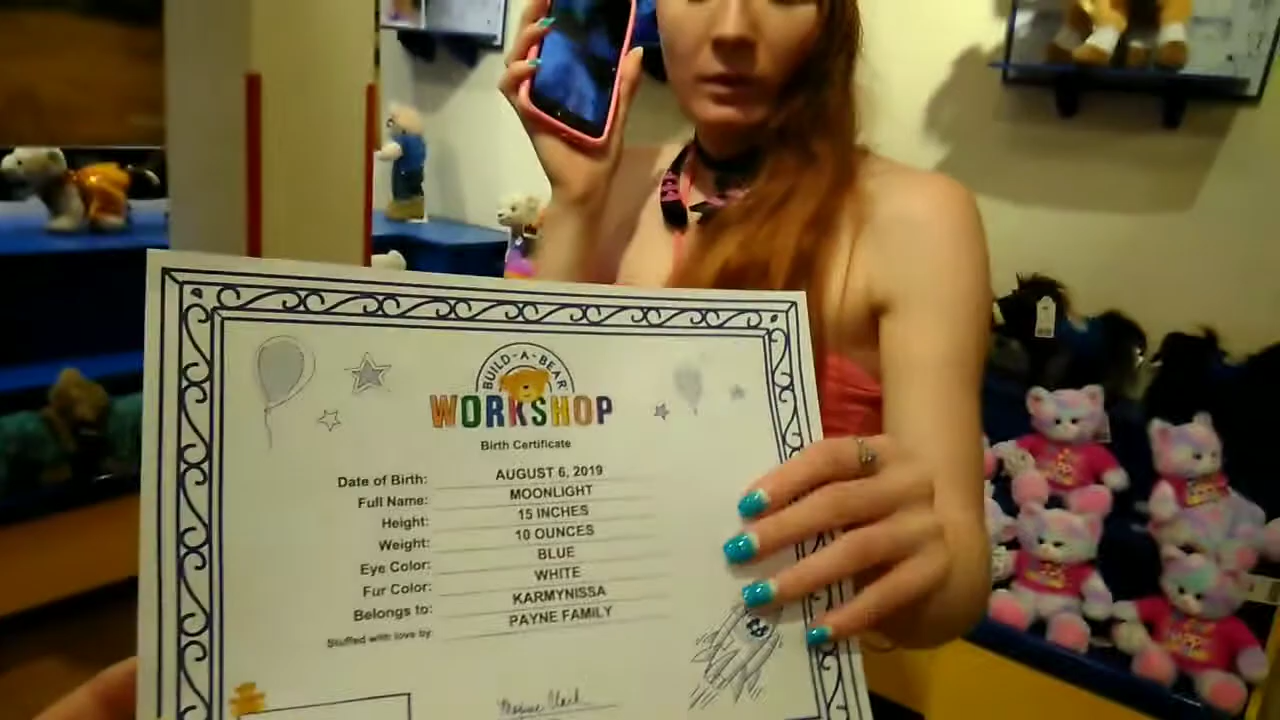 BUILD-A-BEAR
WORKSHOP
Birth Certificate
Date of Birth: AUGUST 6, 2019
Full Name: MOONLIGHT
Height: 15 INCHES
Weight: 10 OUNCES
Eye Color: BLUE
Fur Color: WHITE
Belongs to: KARMYNISSA
Stuffed with love by: PAYNE FAMILY